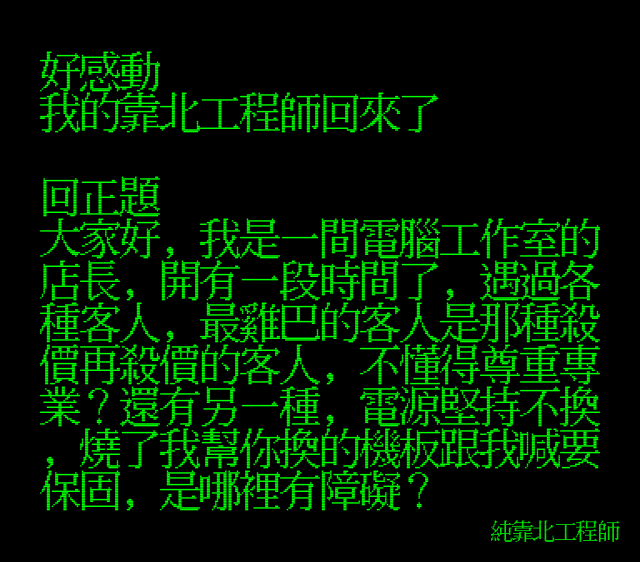 好感動
我的靠北工程師回來了
回正題
大家好，我是一間電腦工作室的
店長，開有一段時間了，遇過各
種客人，最雞巴的客人是那種殺
價再殺價的客人，不懂得尊重專
業？還有另一種，電源堅持不換
，燒了我幫你換的機板跟我喊要
保固，是哪裡有障礙？
純靠北工程師